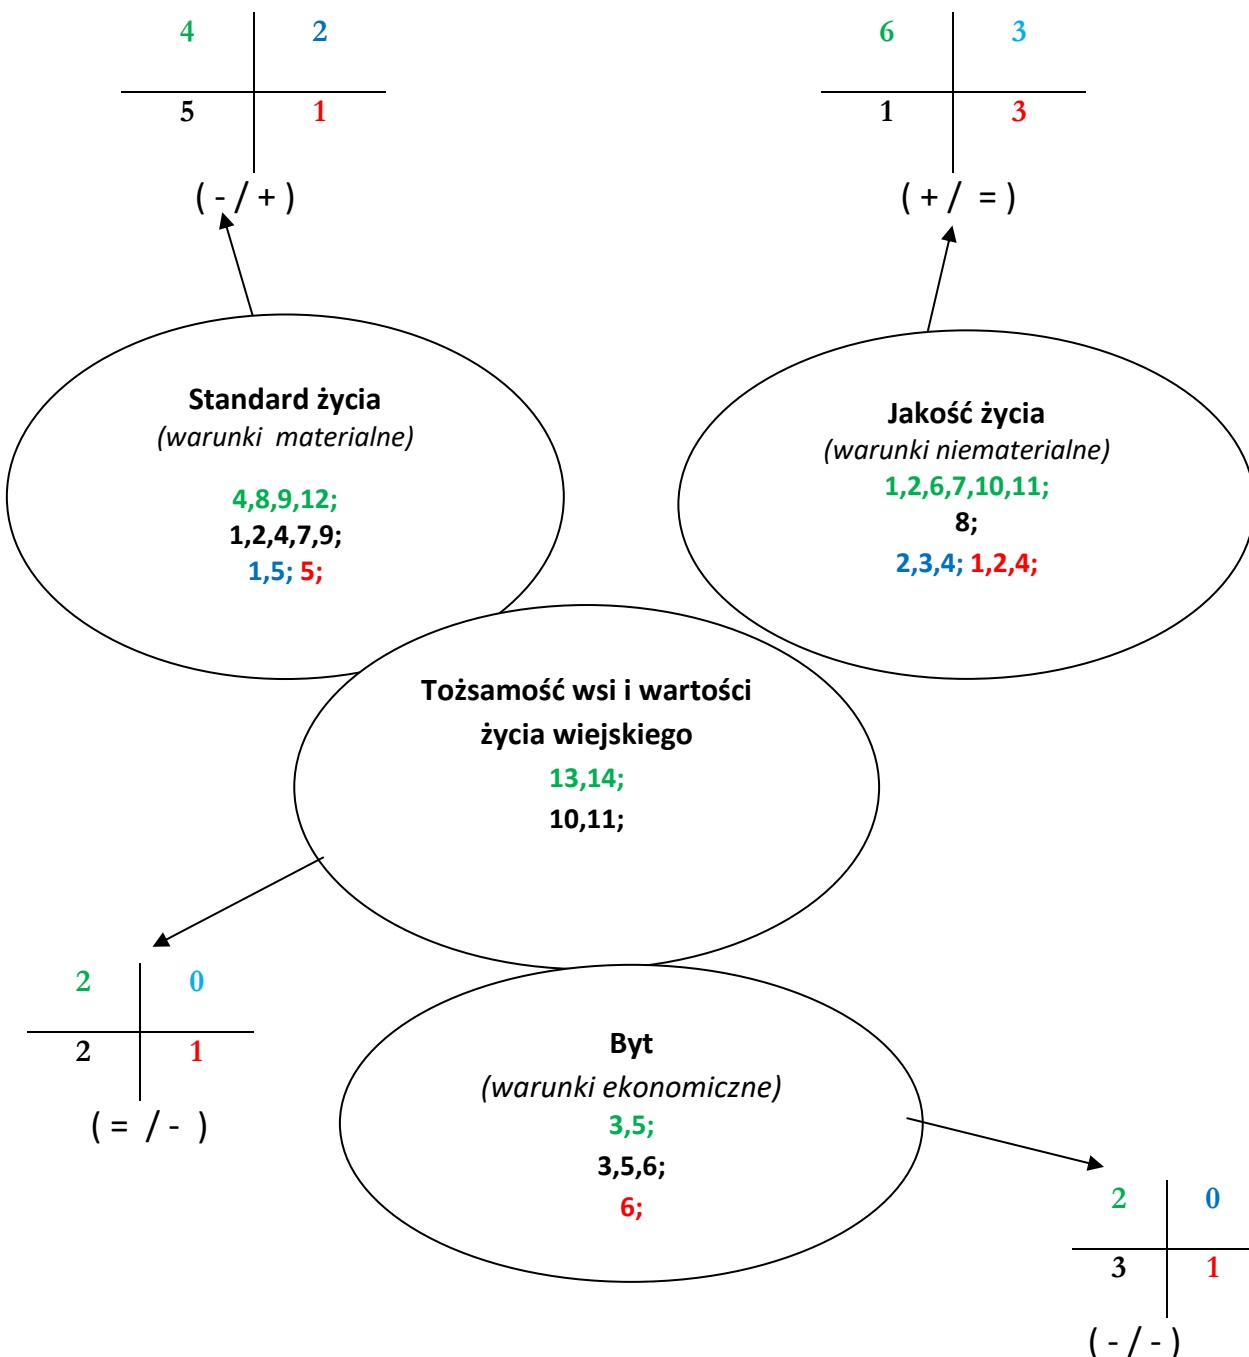 4 2
5 1
( - / + )
6 3
1 3
( + / = )
Standard życia
(warunki materialne)
4,8,9,12;
1,2,4,7,9;
1,5; 5;
Jakość życia
(warunki niematerialne)
1,2,6,7,10,11;
8;
2,3,4; 1,2,4;
Tożsamość wsi i wartości
życia wiejskiego
13,14;
10,11;
2 0
2 1
( = / - )
Byt
(warunki ekonomiczne)
3,5;
3,5,6;
6;
2 0
3 1
( - / - )